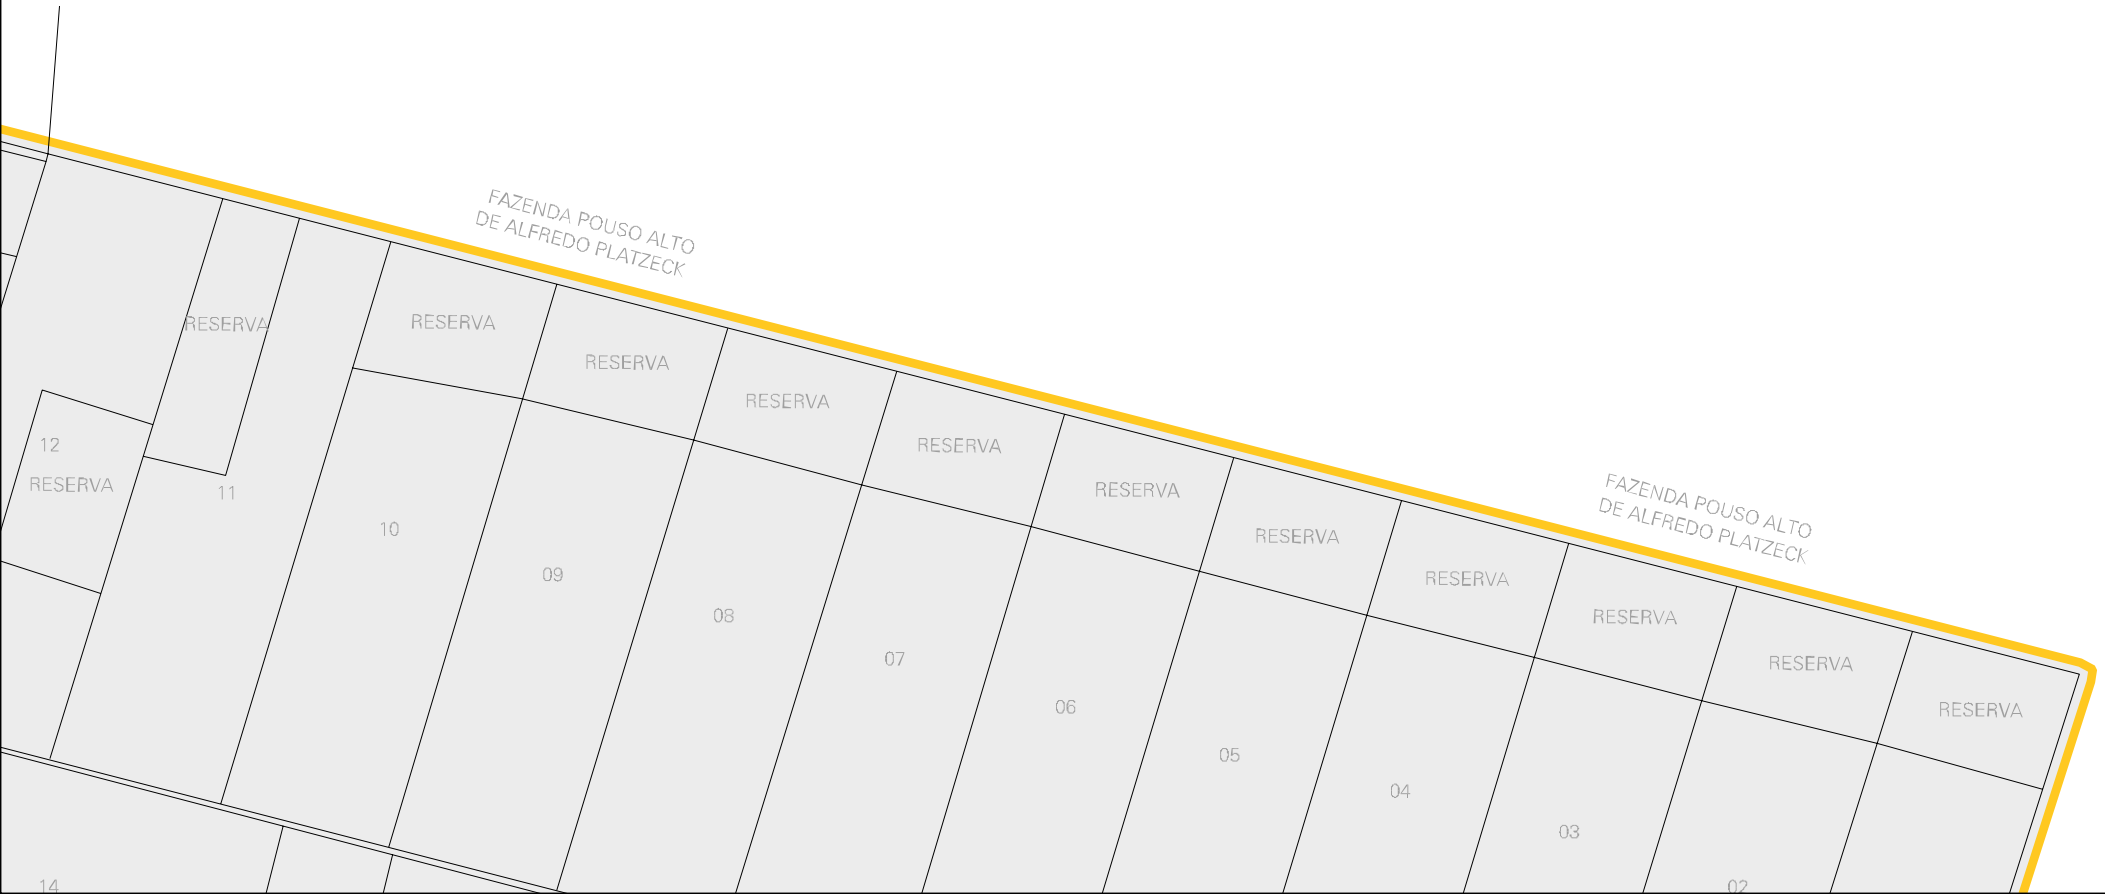 FAZENDA POUSO ALTO
DE ALFREDO PLATZECK
RESERVA
RESERVA
RESERVA
RESERVA
RESERVA
12
RESERVA
RESERVA
11
10
RESERVA
09
RESERVA
08
07
06
FAZENDA POUSO ALTO
DE ALFREDO PLATZECK
RESERVA
RESERVA
RESERVA
RESERVA
05
04
03
02
14